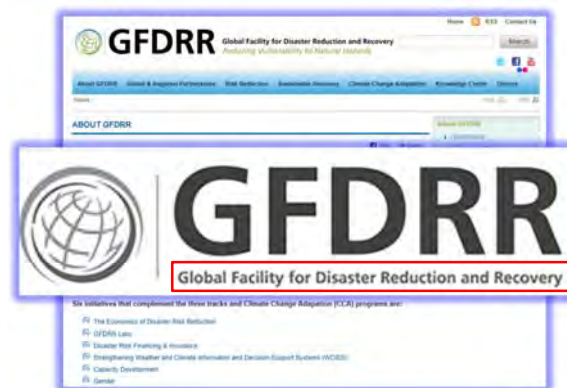 Home RSS Contact Us
GFDRR
Global Facility for Disaster Reduction and Recovery
Reducing Vulnerability to Natural Hazards
Search
About GFDRR Global & Regional Partnerships Risk Reduction Sustainable Recovery Climate Change Adaptation Knowledge Center Donors
Home
ABOUT GFDRR
About GFDRR
GFDRR
Global Facility for Disaster Reduction and Recovery
Six initiatives that complement the three tracks and Climate Change Adapation (CCA) programs are:
The Economics of Disaster Risk Reduction
GFDRR Labs
Disaster Risk Financing & Insurance
Strengthening Weather and Climate Information and Decision-Support Systems (WCIDS)
Capacity Development
Gender